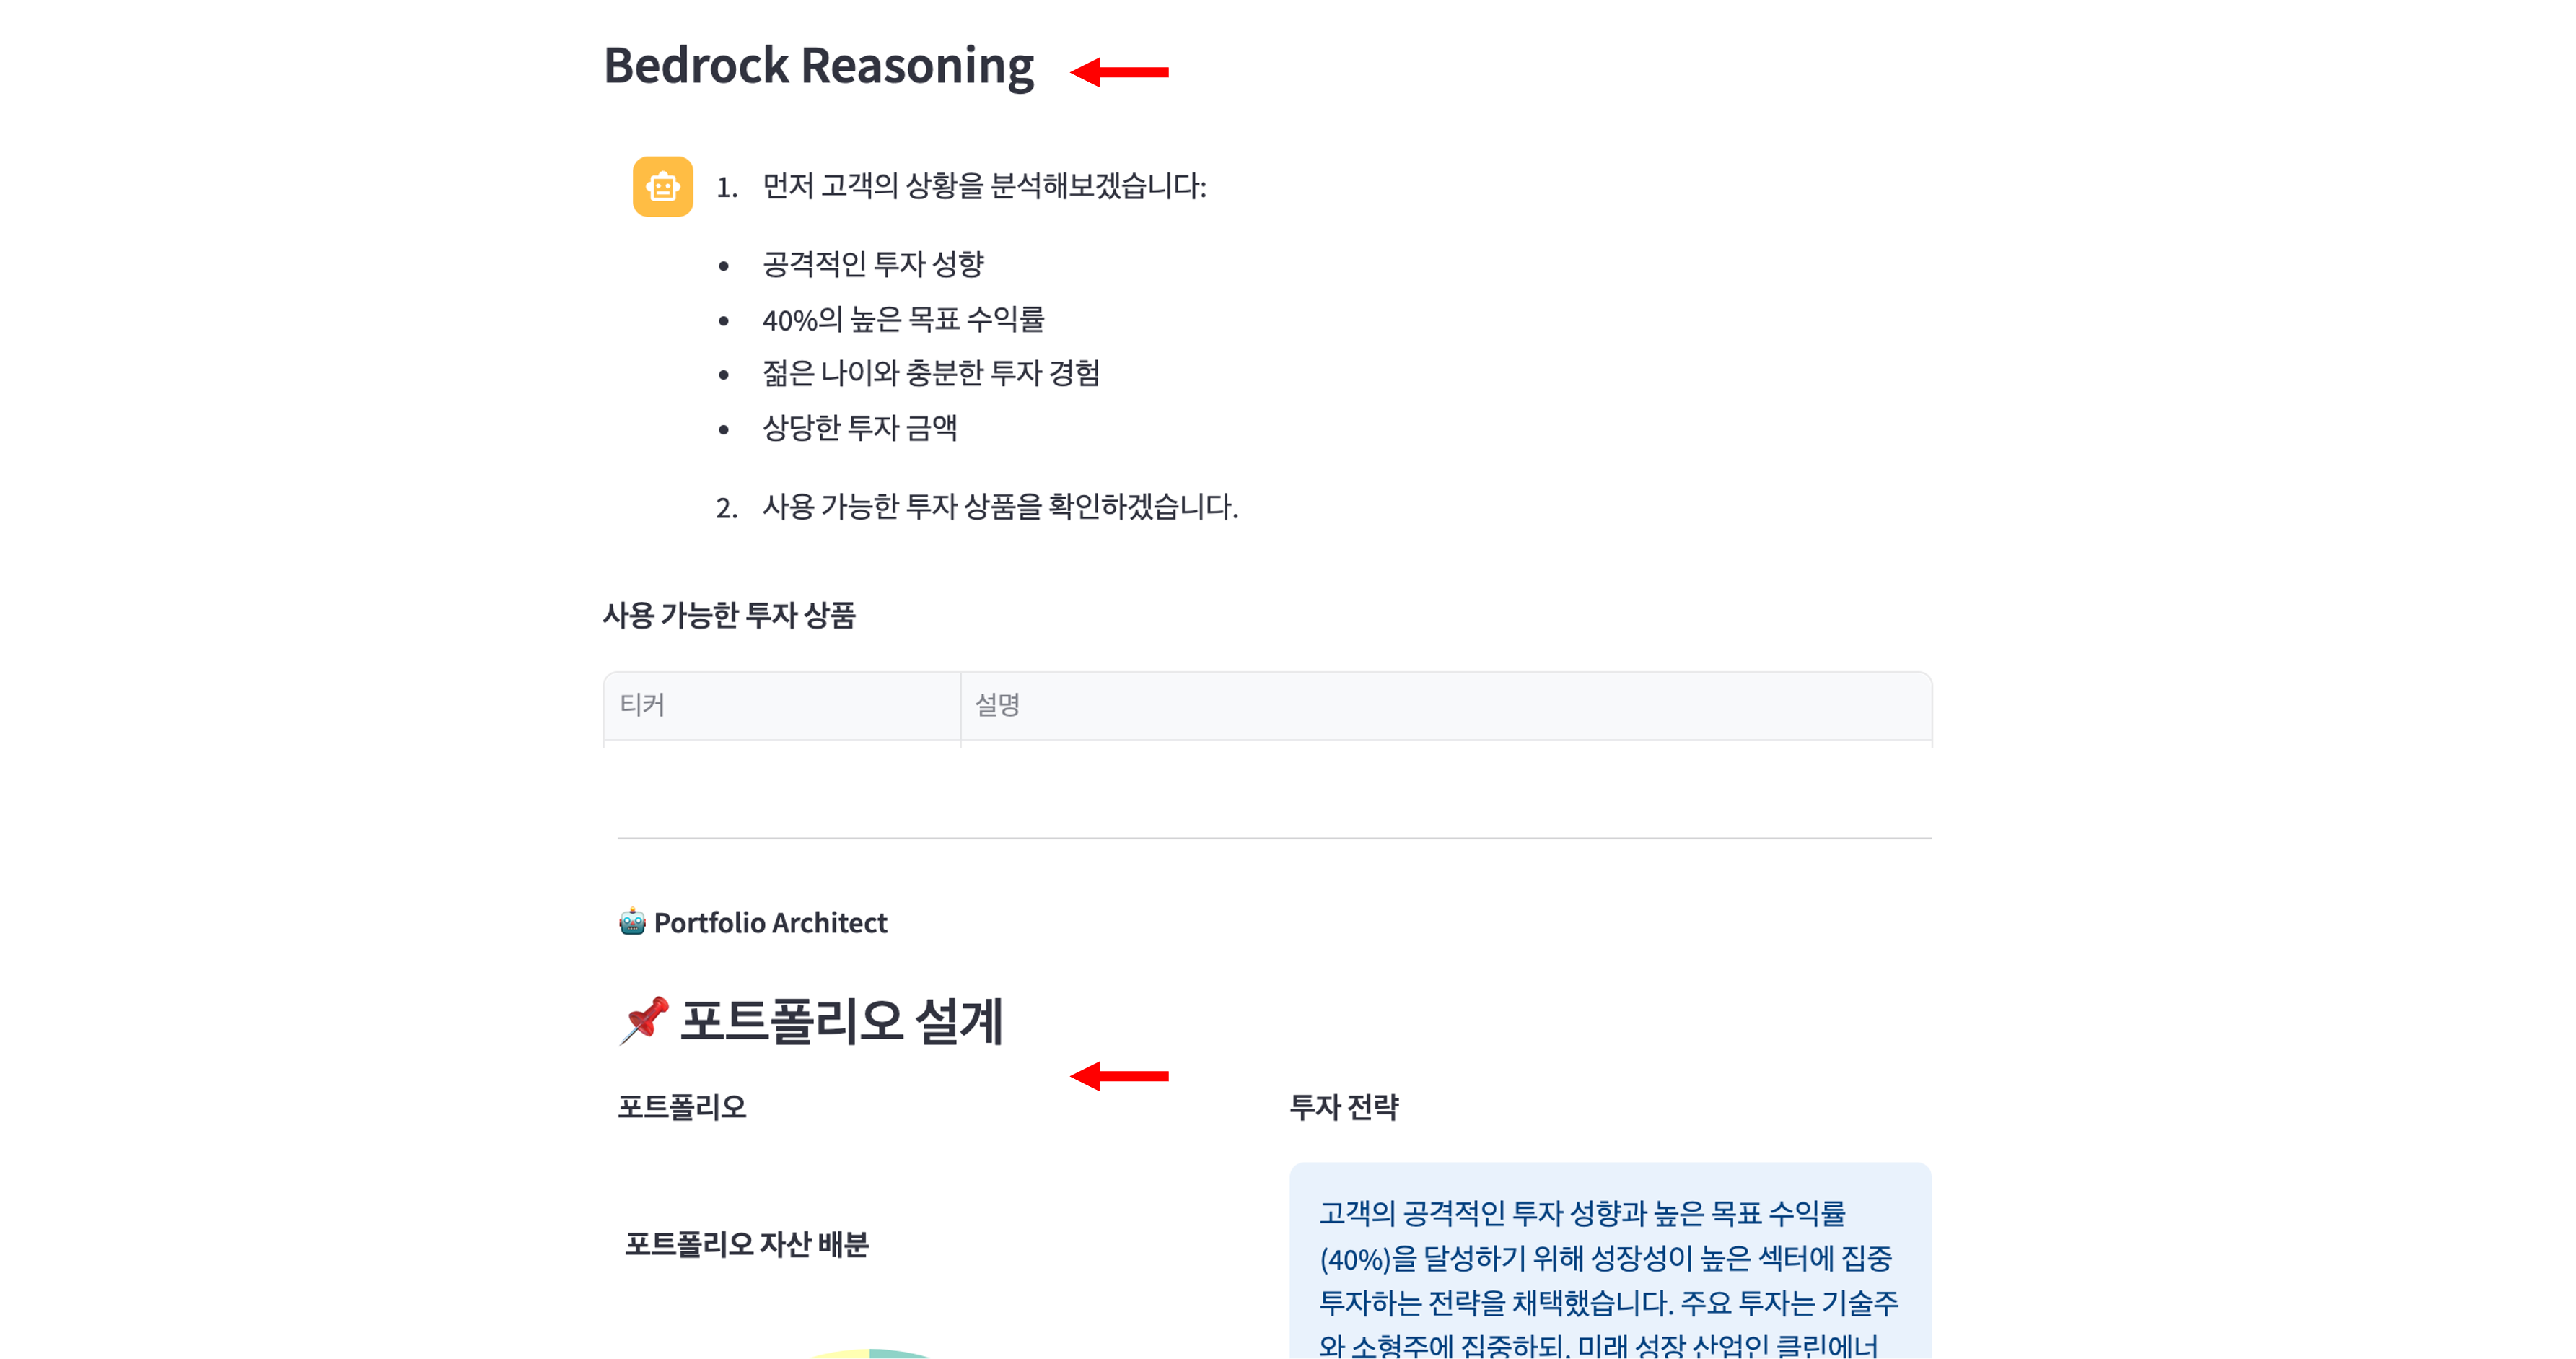 Bedrock Reasoning
1. 먼저 고객의 상황을 분석해보겠습니다:
• 공격적인 투자 성향
• 40%의 높은 목표 수익률
• 젊은 나이와 충분한 투자 경험
• 상당한 투자 금액
2. 사용 가능한 투자 상품을 확인하겠습니다.
사용 가능한 투자 상품
티커 설명
Portfolio Architect
포트폴리오 설계
포트폴리오
포트폴리오 자산 배분
투자 전략
고객의 공격적인 투자 성향과 높은 목표 수익률
(40%)을 달성하기 위해 성장성이 높은 섹터에 집중
투자하는 전략을 채택했습니다. 주요 투자는 기술주
와 소형주에 집중하되, 미래 성장 산업인 클린에너